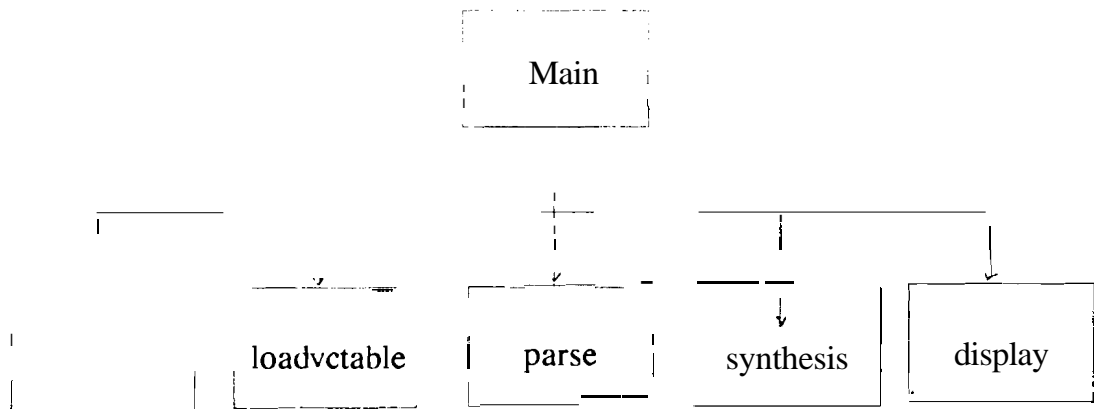 Main
loadvctable
parse
synthesis
display